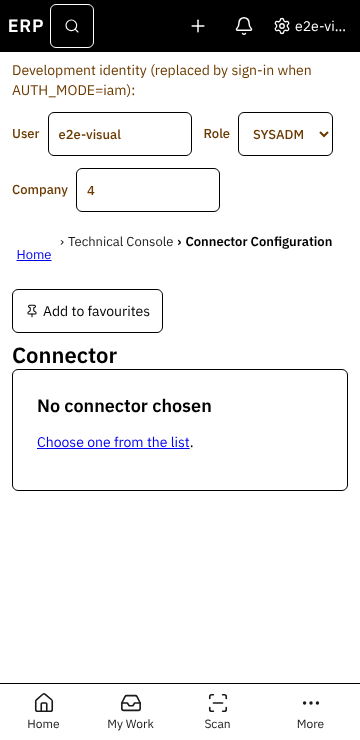 ERP
e2e-vi...
Development identity (replaced by sign-in when
AUTH_MODE=iam):
User e2e-visual Role SYSADM
Company 4
Home › Technical Console › Connector Configuration
Add to favourites
Connector
No connector chosen
Choose one from the list.
Home My Work Scan More